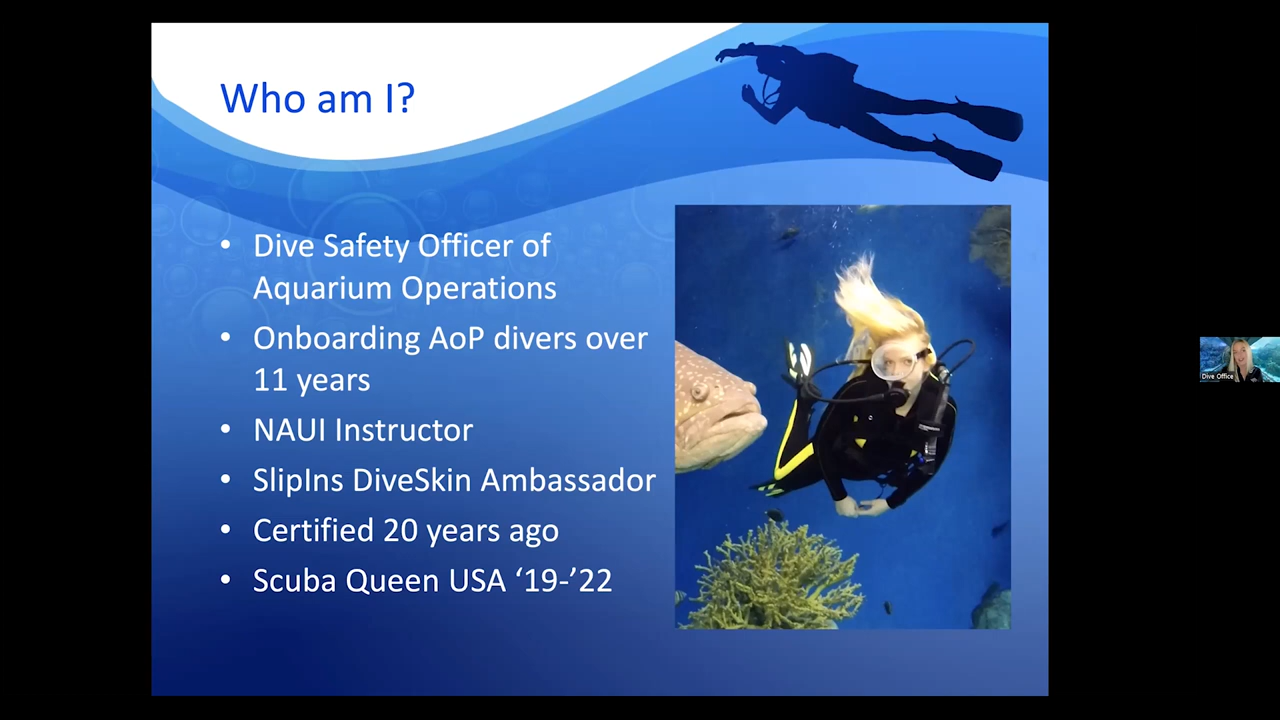 Who am I?
• Dive Safety Officer of
Aquarium Operations
• Onboarding AoP divers over
11 years
• NAUI Instructor
• SlipIns DiveSkin Ambassador
• Certified 20 years ago
• Scuba Queen USA ‘19-’22
Dive Office